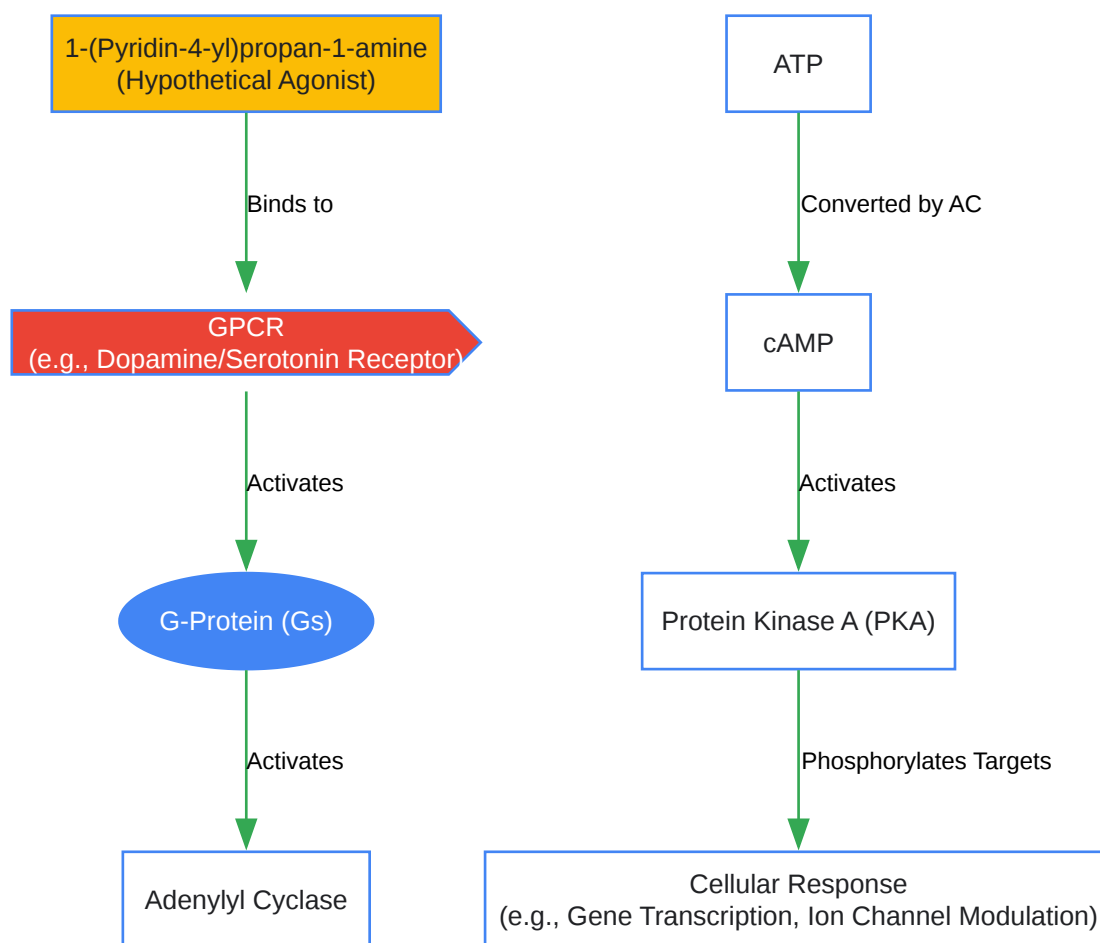 1-(Pyridin-4-yl)propan-1-amine
(Hypothetical Agonist)
Binds to
GPCR
(e.g., Dopamine/Serotonin Receptor)
Activates
G-Protein (Gs)
Activates
Adenylyl Cyclase
ATP
Converted by AC
cAMP
Activates
Protein Kinase A (PKA)
Phosphorylates Targets
Cellular Response
(e.g., Gene Transcription, Ion Channel Modulation)